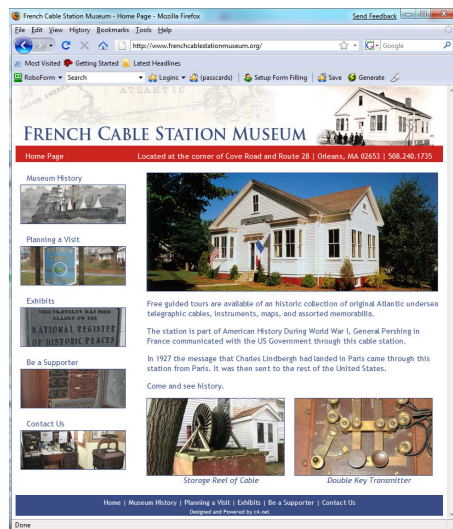 French Cable Station Museum - Home Page - Mozilla Firefox
Send Feedback
File Edit View History Bookmarks Tools Help
http://www.frenchcablestationmuseum.org/
Google
Most Visited Getting Started Latest Headlines
RoboForm Search Logins (passcards) Setup Form Filling Save Generate
ATLANTIC
FRENCH CABLE STATION MUSEUM
Home Page Located at the corner of Cove Road and Route 28 | Orleans, MA 02653 | 508.240.1735
Museum History
Planning a Visit
Exhibits
NATIONAL REGISTER
OF HISTORIC PLACES
Be a Supporter
Contact Us
Free guided tours are available of an historic collection of original Atlantic undersea
telegraphic cables, instruments, maps, and assorted memorabilia.
The station is part of American History During World War I, General Pershing in
France communicated with the US Government through this cable station.
In 1927 the message that Charles Lindbergh had landed in Paris came through this
station from Paris. It was then sent to the rest of the United States.
Come and see history.
Storage Reel of Cable
Double Key Transmitter
Home | Museum History | Planning a Visit | Exhibits | Be a Supporter | Contact Us
Designed and Powered by c4.net
Done